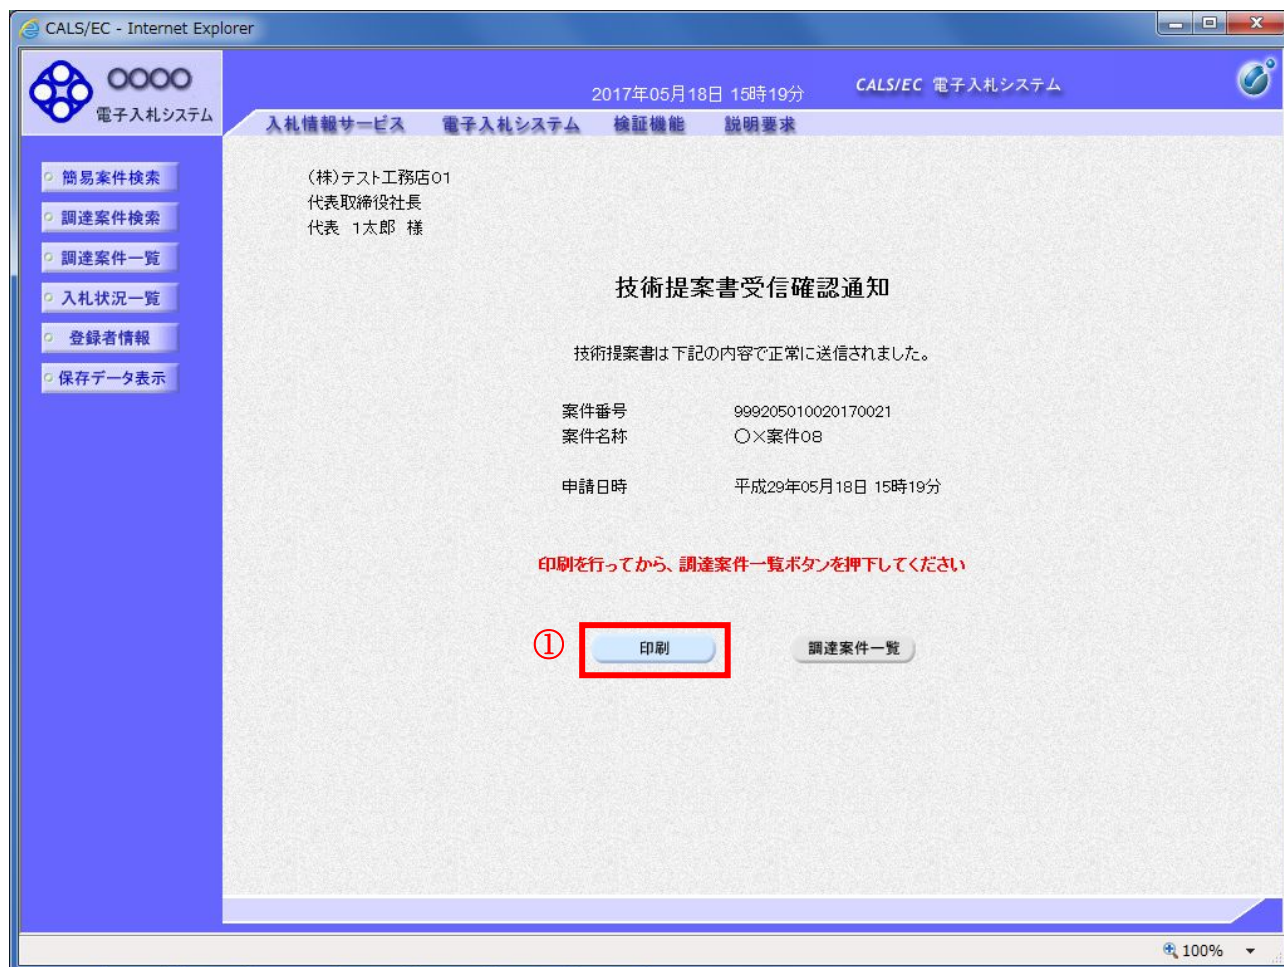 CALS/EC - Internet Explorer
〇〇〇〇
電子入札システム
2017年05月18日 15時19分
CALS/EC 電子入札システム
入札情報サービス 電子入札システム 検証機能 説明要求
簡易案件検索
調達案件検索
調達案件一覧
入札状況一覧
登録者情報
保存データ表示
(株)テスト工務店01
代表取締役社長
代表 1太郎 様
技術提案書受信確認通知
技術提案書は下記の内容で正常に送信されました。
案件番号 999205010020170021
案件名称 〇×案件08
申請日時 平成29年05月18日 15時19分
印刷を行ってから、調達案件一覧ボタンを押下してください
① 印刷 調達案件一覧
100%